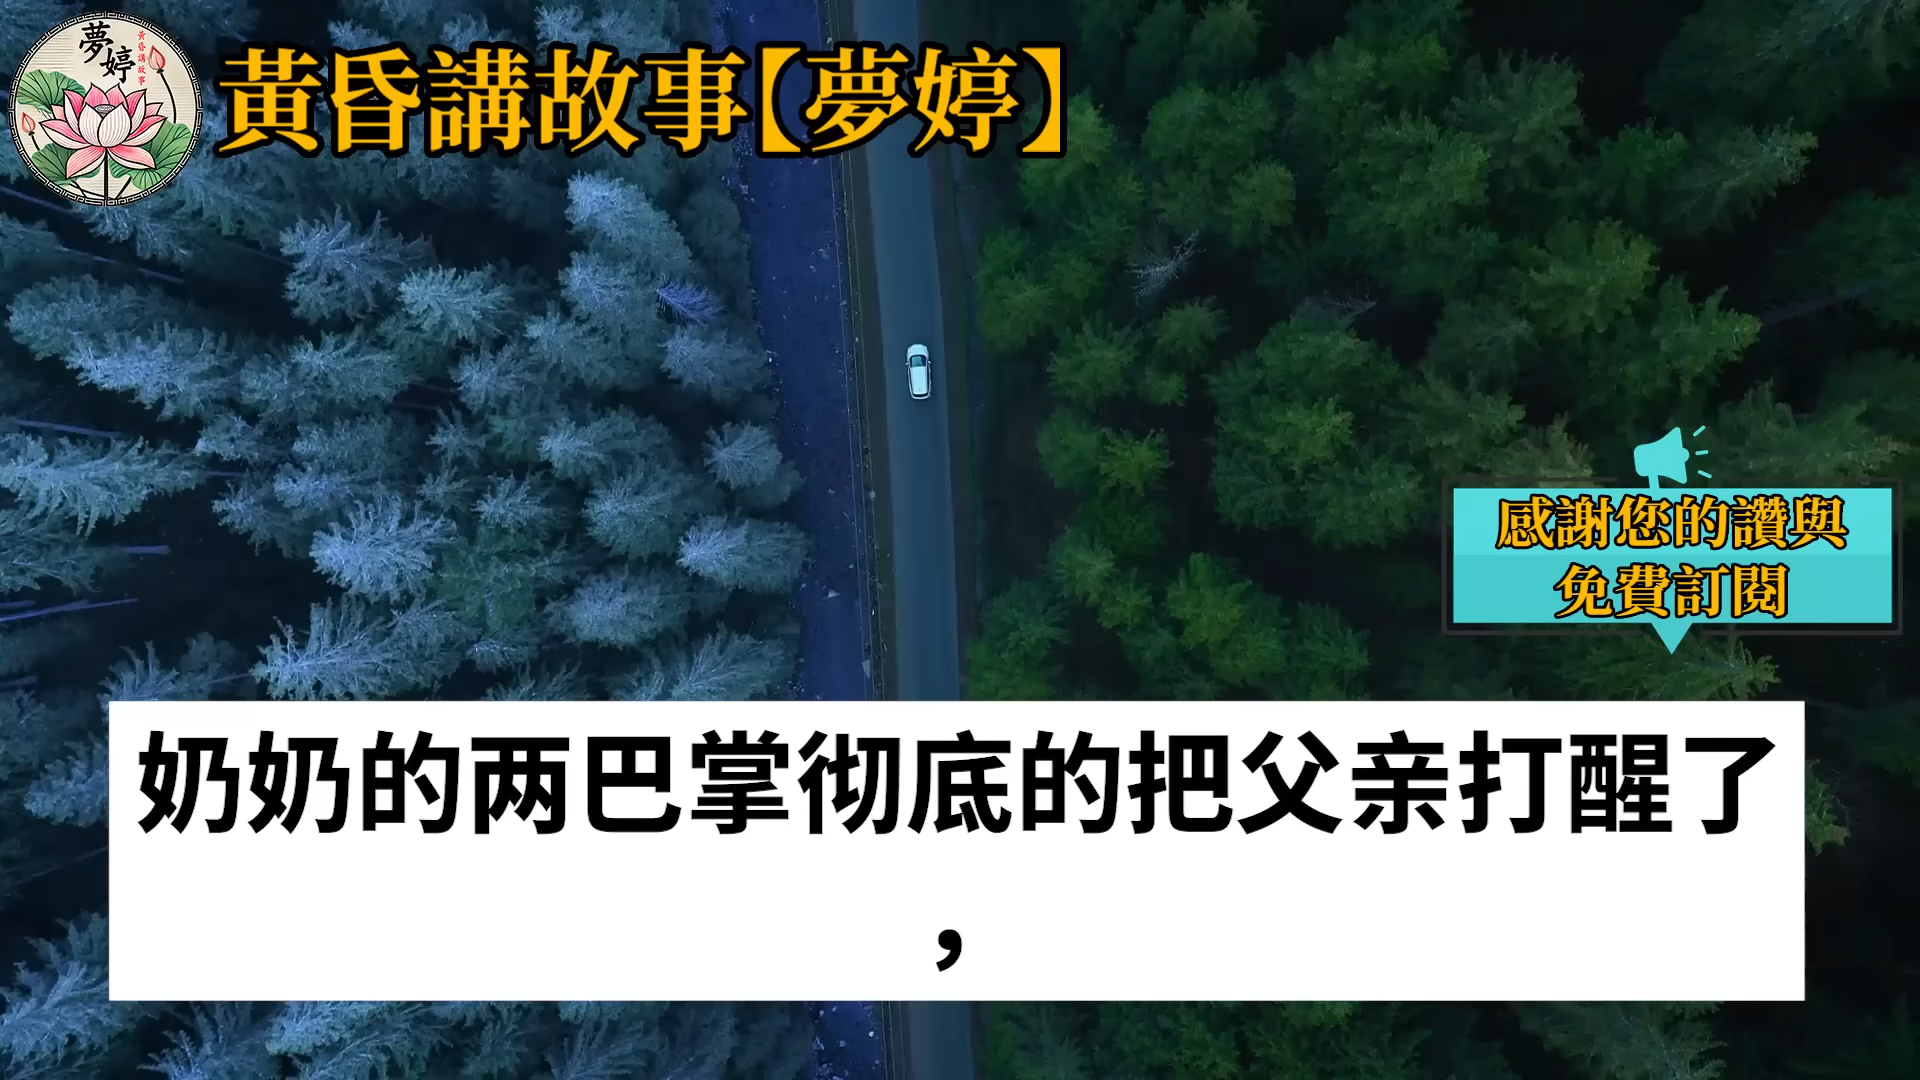 夢婷
黃昏講故事
黃昏講故事【夢婷】
感謝您的讚與
免費訂閱
奶奶的两巴掌彻底的把父亲打醒了
，